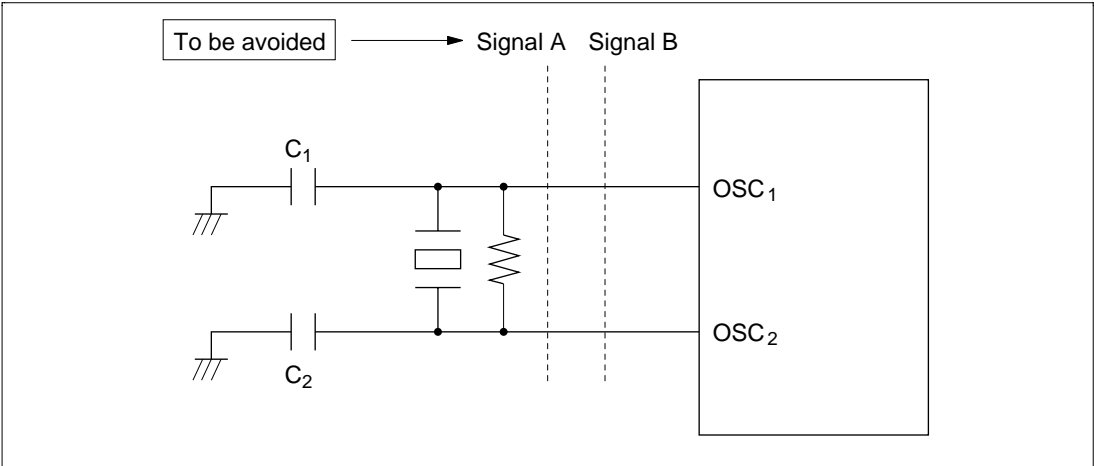 To be avoided Signal A Signal B
C1
OSC1
OSC2
C2